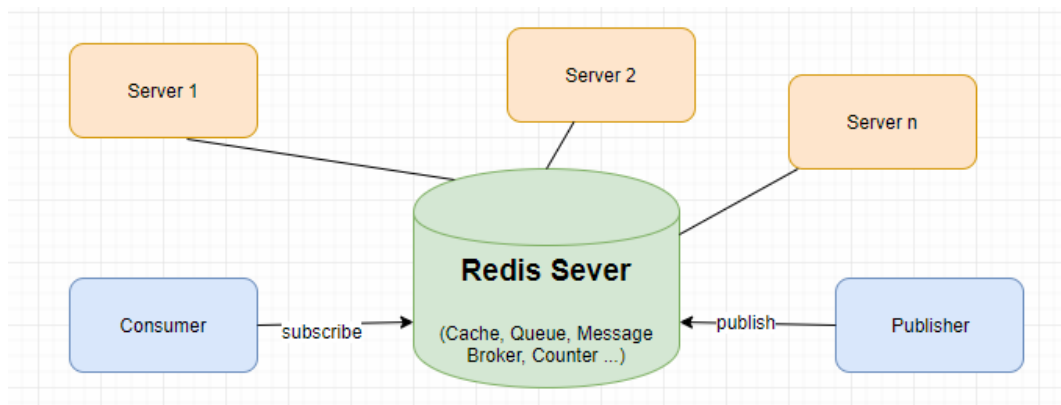 Server 1
Server 2
Server n
Redis Sever
(Cache, Queue, Message
Broker, Counter ...)
Consumer
subscribe
publish
Publisher